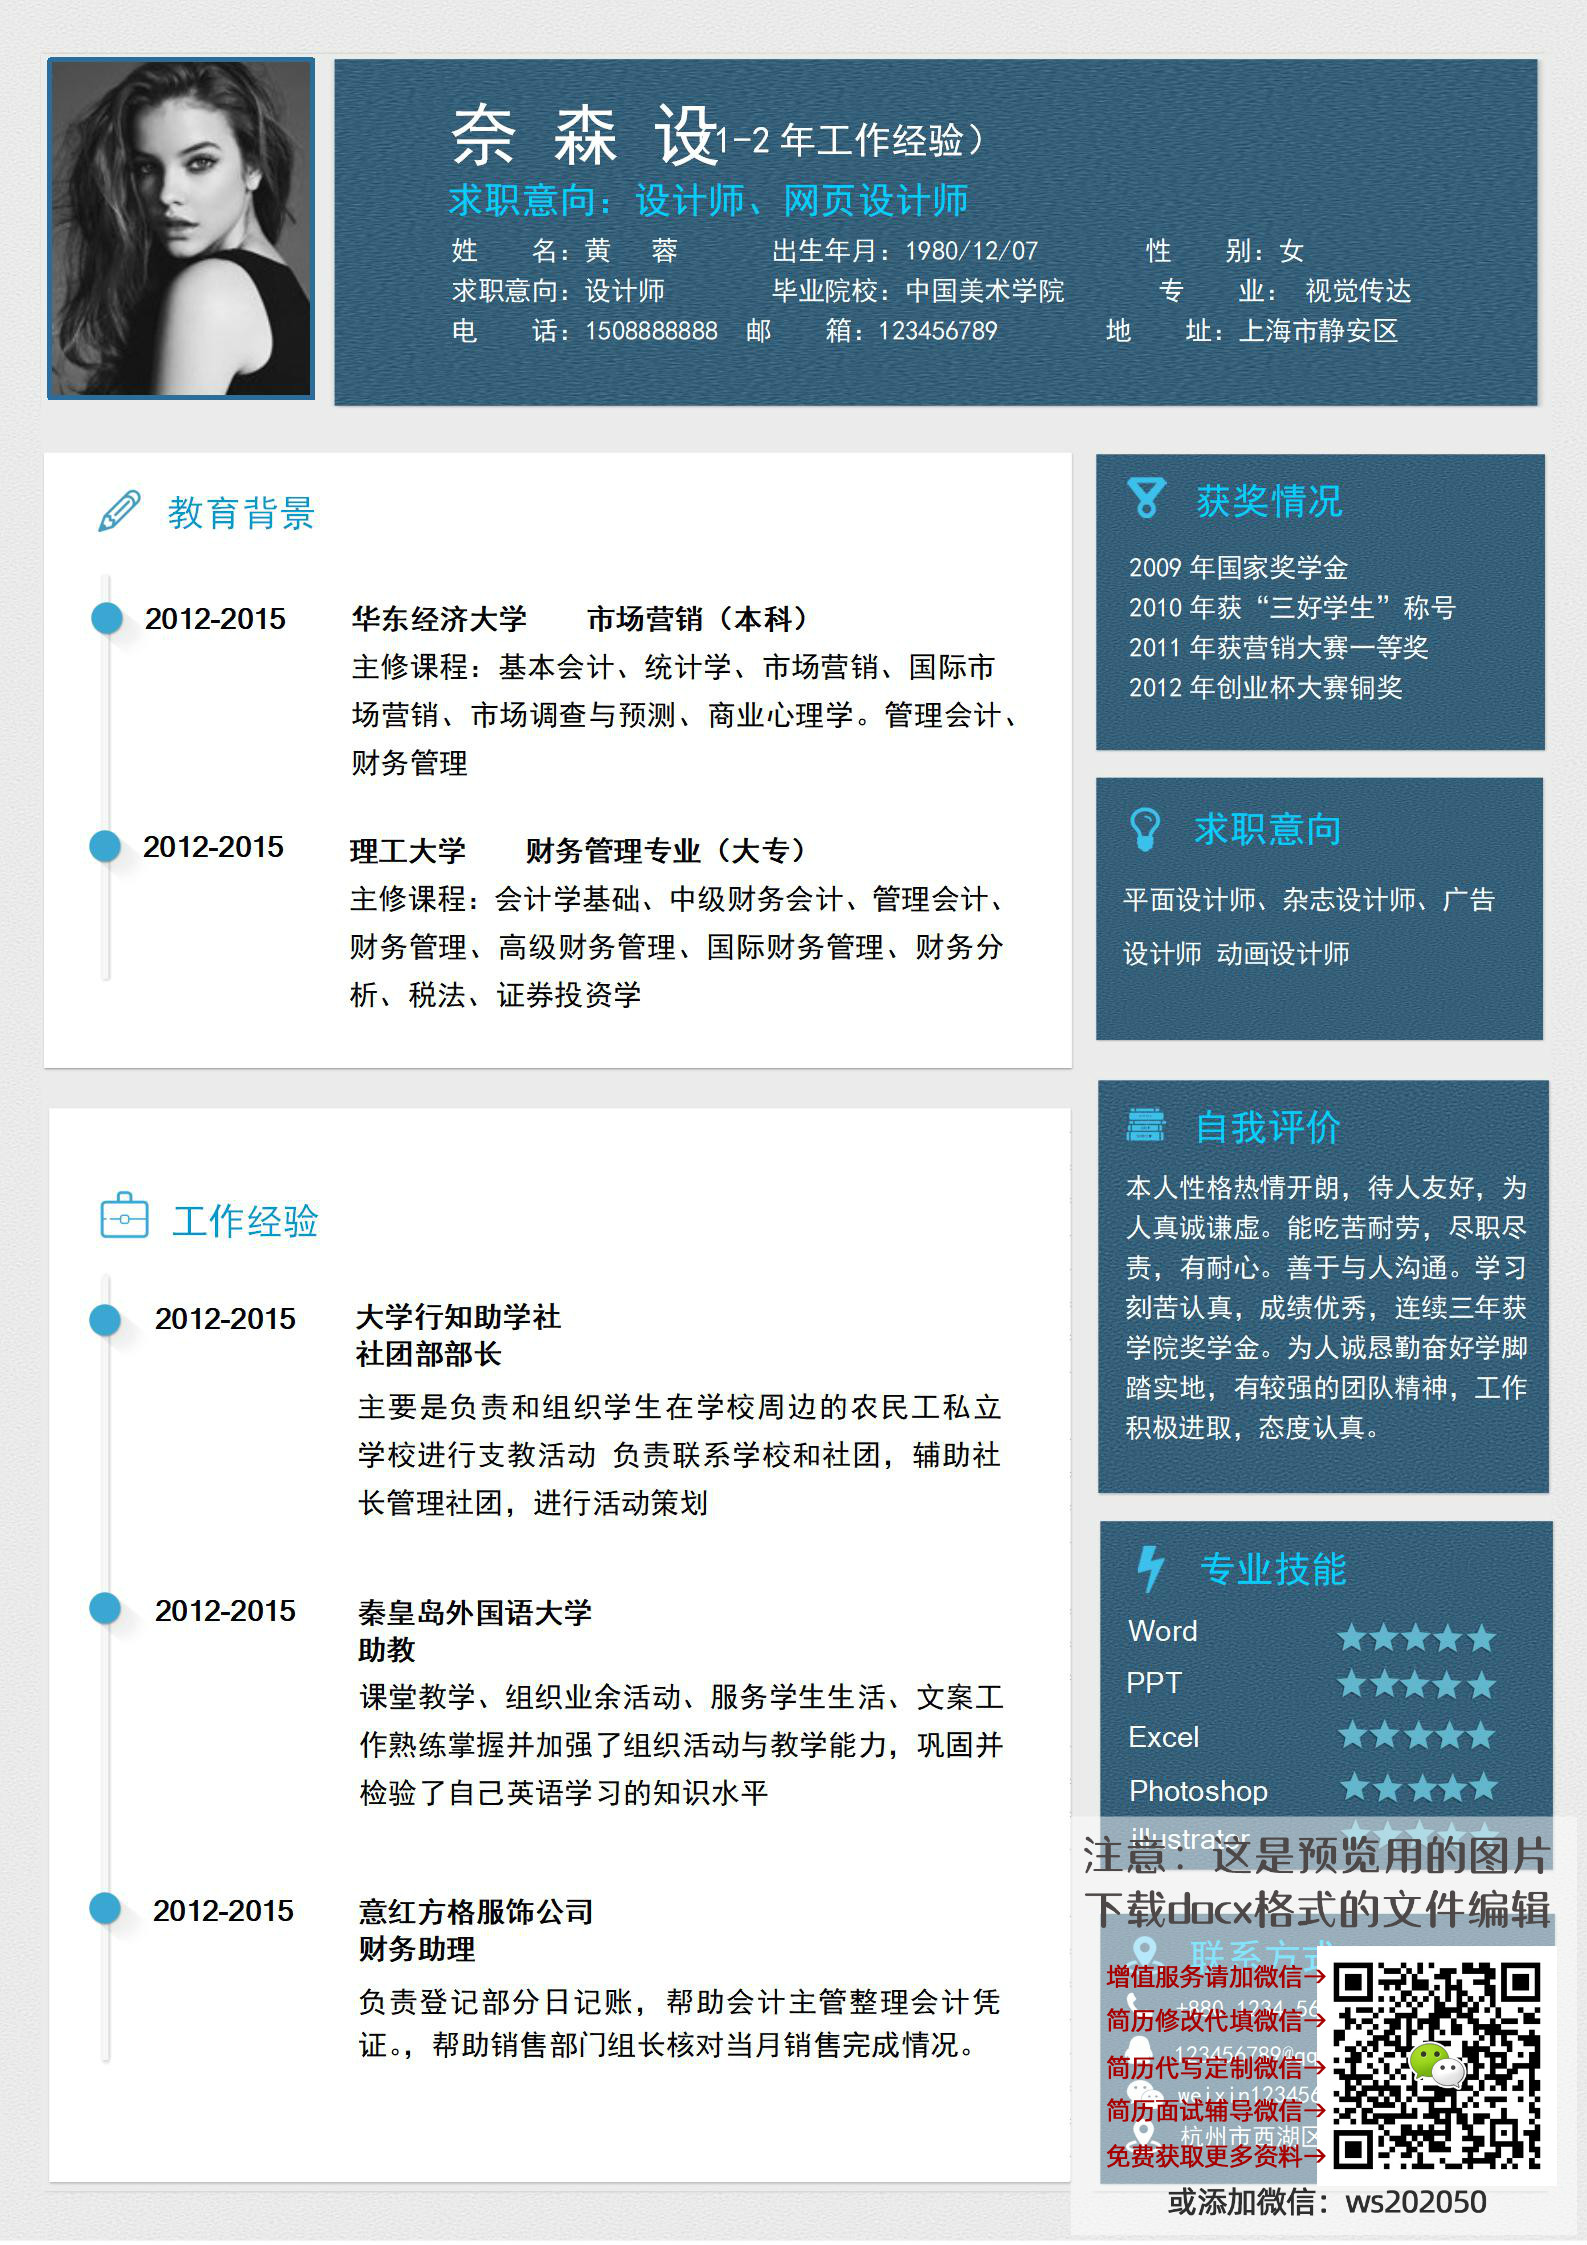 奈 森 设
(1-2 年工作经验）
求职意向：设计师、网页设计师
姓 名：黄 蓉 出生年月：1980/12/07 性 别：女
求职意向：设计师 毕业院校：中国美术学院 专 业： 视觉传达
电 话：1508888888 邮 箱：123456789 地 址：上海市静安区
教育背景
2012-2015 华东经济大学 市场营销（本科）
主修课程：基本会计、统计学、市场营销、国际市
场营销、市场调查与预测、商业心理学。管理会计、
财务管理
2012-2015 理工大学 财务管理专业（大专）
主修课程：会计学基础、中级财务会计、管理会计、
财务管理、高级财务管理、国际财务管理、财务分
析、税法、证券投资学
工作经验
2012-2015 大学行知助学社
社团部部长
主要是负责和组织学生在学校周边的农民工私立
学校进行支教活动 负责联系学校和社团，辅助社
长管理社团，进行活动策划
2012-2015 秦皇岛外国语大学
助教
课堂教学、组织业余活动、服务学生生活、文案工
作熟练掌握并加强了组织活动与教学能力，巩固并
检验了自己英语学习的知识水平
2012-2015 意红方格服饰公司
财务助理
负责登记部分日记账，帮助会计主管整理会计凭
证。，帮助销售部门组长核对当月销售完成情况。
获奖情况
2009 年国家奖学金
2010 年获“三好学生”称号
2011 年获营销大赛一等奖
2012 年创业杯大赛铜奖
求职意向
平面设计师、杂志设计师、广告
设计师 动画设计师
自我评价
本人性格热情开朗，待人友好，为
人真诚谦虚。能吃苦耐劳，尽职尽
责，有耐心。善于与人沟通。学习
刻苦认真，成绩优秀，连续三年获
学院奖学金。为人诚恳勤奋好学脚
踏实地，有较强的团队精神，工作
积极进取，态度认真。
专业技能
Word
PPT
Excel
Photoshop
illustrater
注意：这是预览用的图片
下载docx格式的文件编辑
联系方式
增值服务请加微信→
+880 1234 56
简历修改代填微信→
123456789@qq
简历代写定制微信→
weixin123456
简历面试辅导微信→
杭州市西湖区
免费获取更多资料→
或添加微信：ws202050